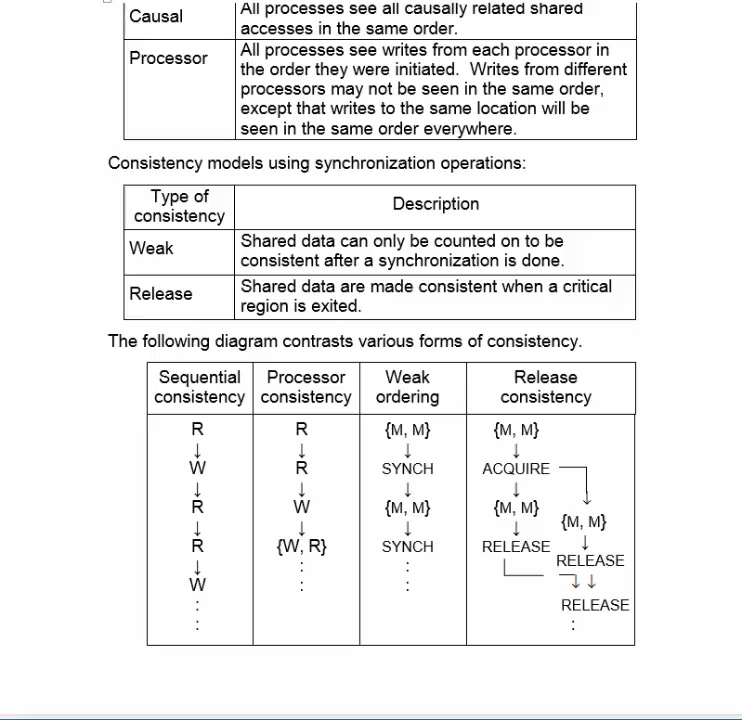 Causal
All processes see all causally related shared
accesses in the same order.
Processor
All processes see writes from each processor in
the order they were initiated.  Writes from different
processors may not be seen in the same order,
except that writes to the same location will be
seen in the same order everywhere.
Consistency models using synchronization operations:
Type of
consistency
Description
Weak
Shared data can only be counted on to be
consistent after a synchronization is done.
Release
Shared data are made consistent when a critical
region is exited.
The following diagram contrasts various forms of consistency.
Sequential
consistency
Processor
consistency
Weak
ordering
Release
consistency
R
↓
W
↓
R
↓
R
↓
W
:
:
R
↓
R
↓
W
↓
{W, R}
:
:
{M, M}
↓
SYNCH
↓
{M, M}
↓
SYNCH
:
:
{M, M}
↓
ACQUIRE
↓
{M, M}
↓
RELEASE
↓
{M, M}
↓
RELEASE
↓ ↓
RELEASE
: